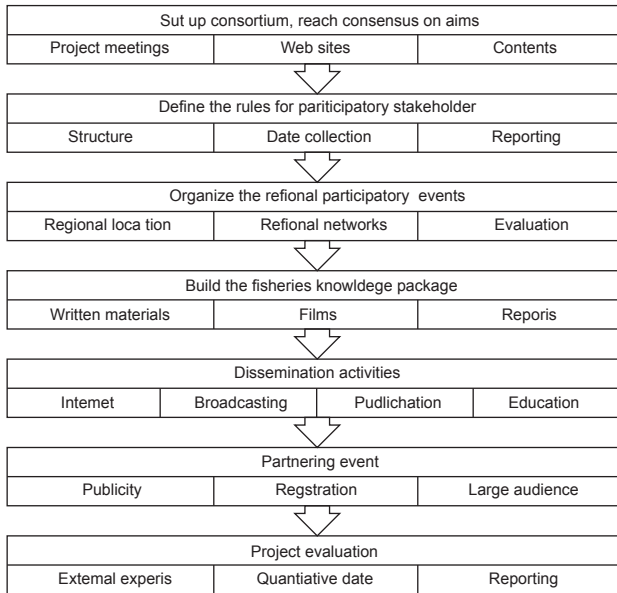 Sut up consortium, reach consensus on aims
Project meetings Web sites Contents
Define the rules for pariticipatory stakeholder
Structure Date collection Reporting
Organize the refional participatory events
Regional loca tion Refional networks Evaluation
Build the fisheries knowldege package
Written materials Films Reporis
Dissemination activities
Intemet Broadcasting Pudlichation Education
Partnering event
Publicity Regstration Large audience
Project evaluation
Extemal experis Quantiative date Reporting